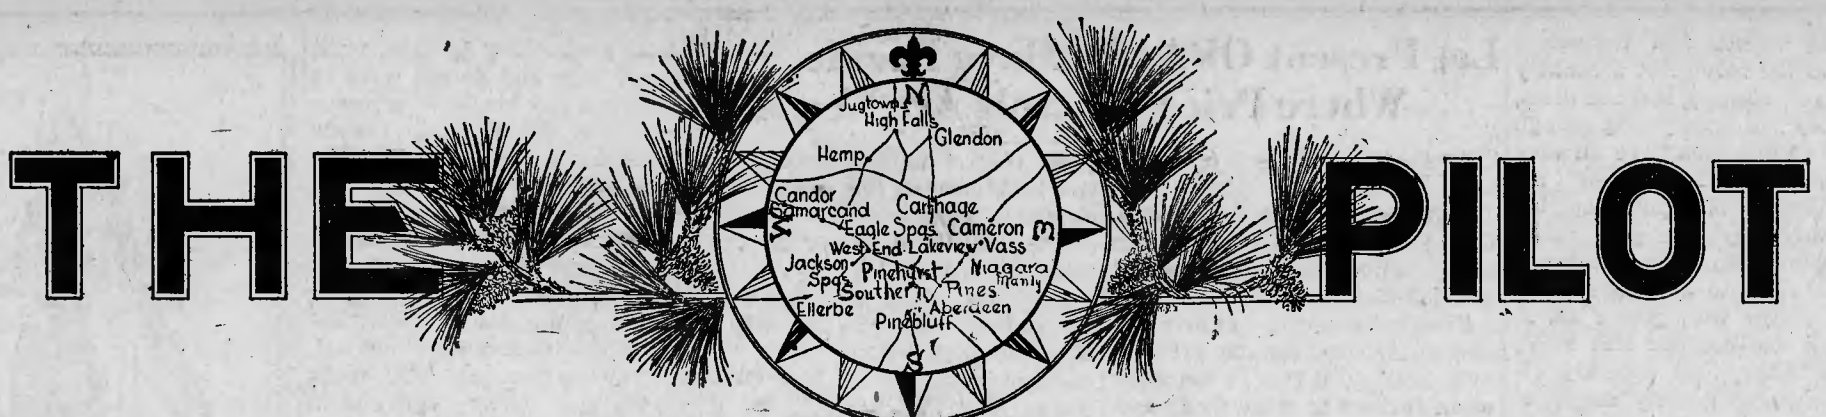 THE PILOT
N
Jugtown
High Falls
Glendon
Hemp
Candor
Samarcand
Carthage
Eagle Spgs. Cameron
W E
West End Lakeview Vass
Jackson Spgs.
Pinehurst Niagara
Manly
Southern Pines
Ellerbe Aberdeen
Pinebluff
S